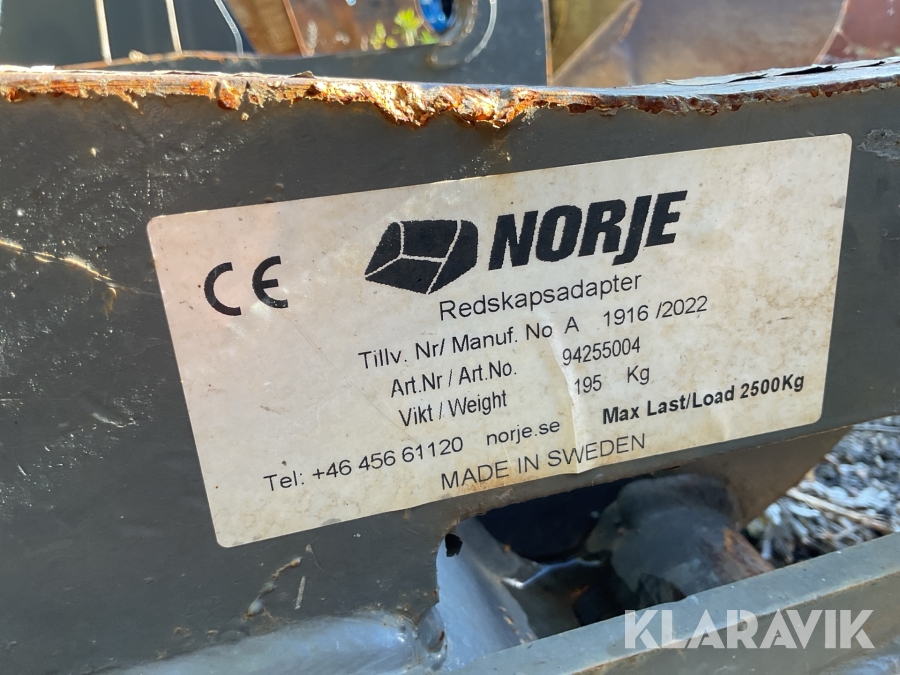 CE NORJE
Redskapsadapter
Tillv. Nr/ Manuf. No A 1916 /2022
Art.Nr / Art.No. 94255004
Vikt / Weight 195 Kg
Max Last/Load 2500Kg
Tel: +46 456 61120 norje.se
MADE IN SWEDEN
KLARAVIK